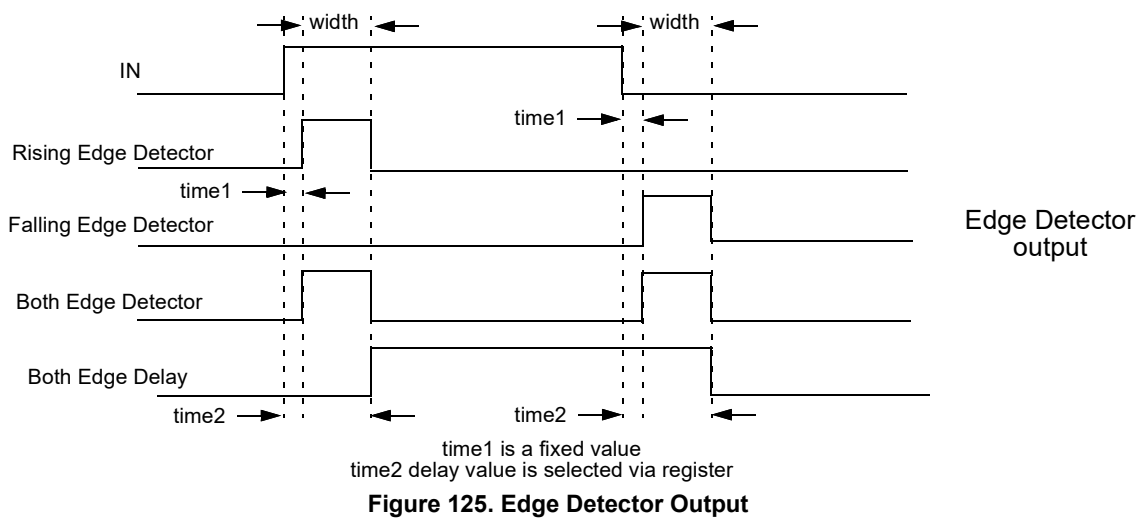 width
width
IN
time1
Rising Edge Detector
time1
Falling Edge Detector
Edge Detector
output
Both Edge Detector
Both Edge Delay
time2
time2
time1 is a fixed value
time2 delay value is selected via register
Figure 125. Edge Detector Output